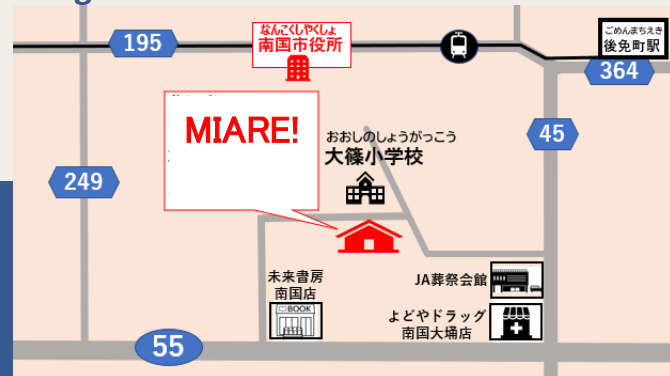 195
なんこくしやくしょ
南国市役所
ごめんまちえき
後免町駅
364
MIARE!
おおしのしょうがっこう
大篠小学校
45
249
未来書房
南国店
BOOK
JA葬祭会館
よどやドラッグ
南国大埇店
55